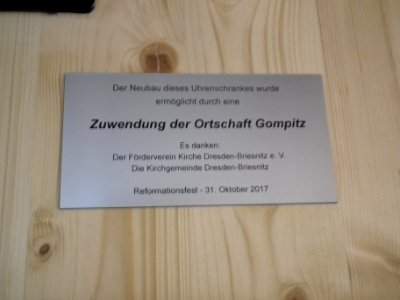 Der Neubau dieses Uhrenschrankes wurde
ermöglicht durch eine
Zuwendung der Ortschaft Gompitz
Es danken:
Der Förderverein Kirche Dresden-Briesnitz e. V.
Die Kirchgemeinde Dresden-Briesnitz
Reformationsfest - 31. Oktober 2017